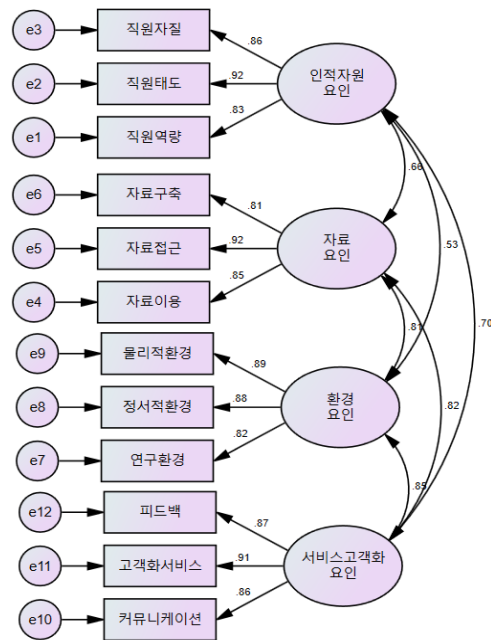 e3
직원자질
.86
e2
직원태도
.92
인적자원
요인
e1
직원역량
.83
.66
e6
자료구축
.81
e5
자료접근
.92
자료
요인
.53
e4
자료이용
.85
.81
.70
e9
물리적환경
.89
e8
정서적환경
.88
환경
요인
.82
e7
연구환경
.82
.85
e12
피드백
.87
e11
고객화서비스
.91
서비스고객화
요인
e10
커뮤니케이션
.86